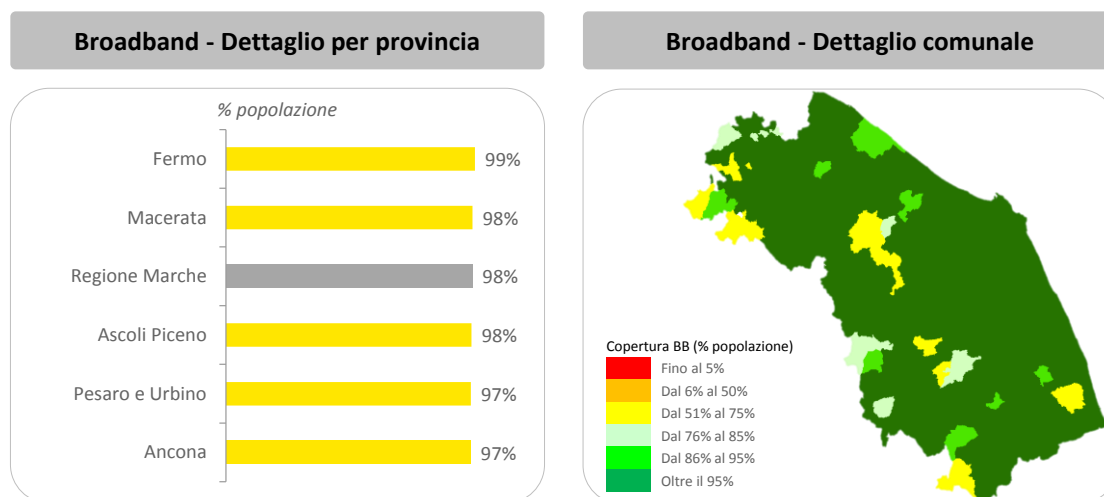 Broadband - Dettaglio per provincia
% popolazione
Fermo 99%
Macerata 98%
Regione Marche 98%
Ascoli Piceno 98%
Pesaro e Urbino 97%
Ancona 97%
Broadband - Dettaglio comunale
Copertura BB (% popolazione)
Fino al 5%
Dal 6% al 50%
Dal 51% al 75%
Dal 76% al 85%
Dal 86% al 95%
Oltre il 95%